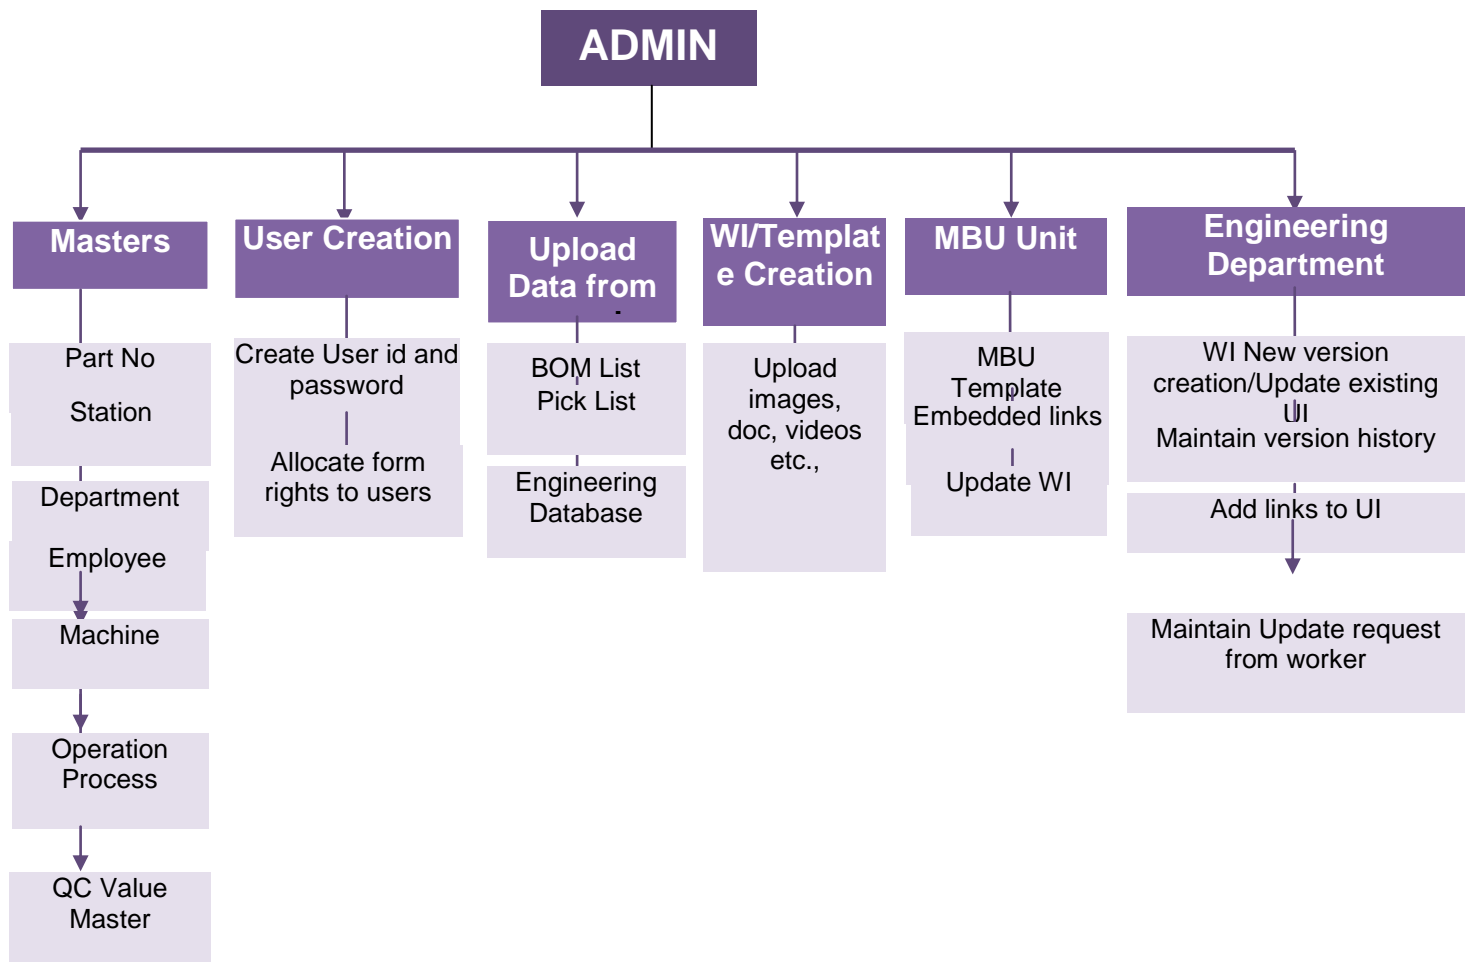 ADMIN
Masters
User Creation
Upload
Data from
WI/Templat
e Creation
MBU Unit
Engineering
Department
Part No
Station
Department
Employee
Machine
Operation
Process
QC Value
Master
Create User id and
password
Allocate form
rights to users
BOM List
Pick List
Engineering
Database
Upload
images,
doc, videos
etc.,
MBU
Template
Embedded links
Update WI
WI New version
creation/Update existing
UI
Maintain version history
Add links to UI
Maintain Update request
from worker